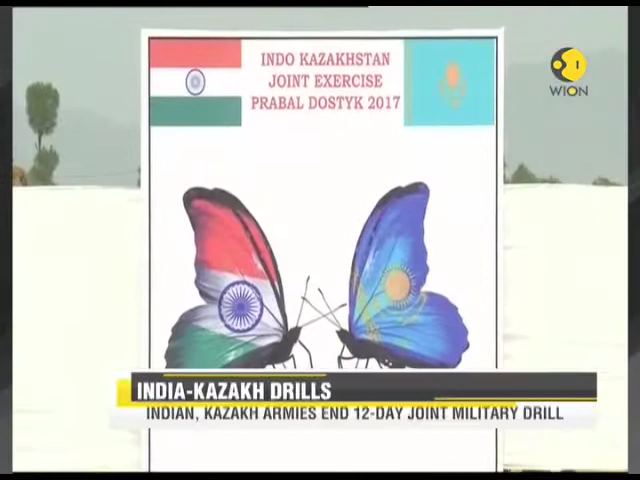 INDO KAZAKHSTAN
JOINT EXERCISE
PRABAL DOSTYK 2017
WION
INDIA-KAZAKH DRILLS
INDIAN, KAZAKH ARMIES END 12-DAY JOINT MILITARY DRILL